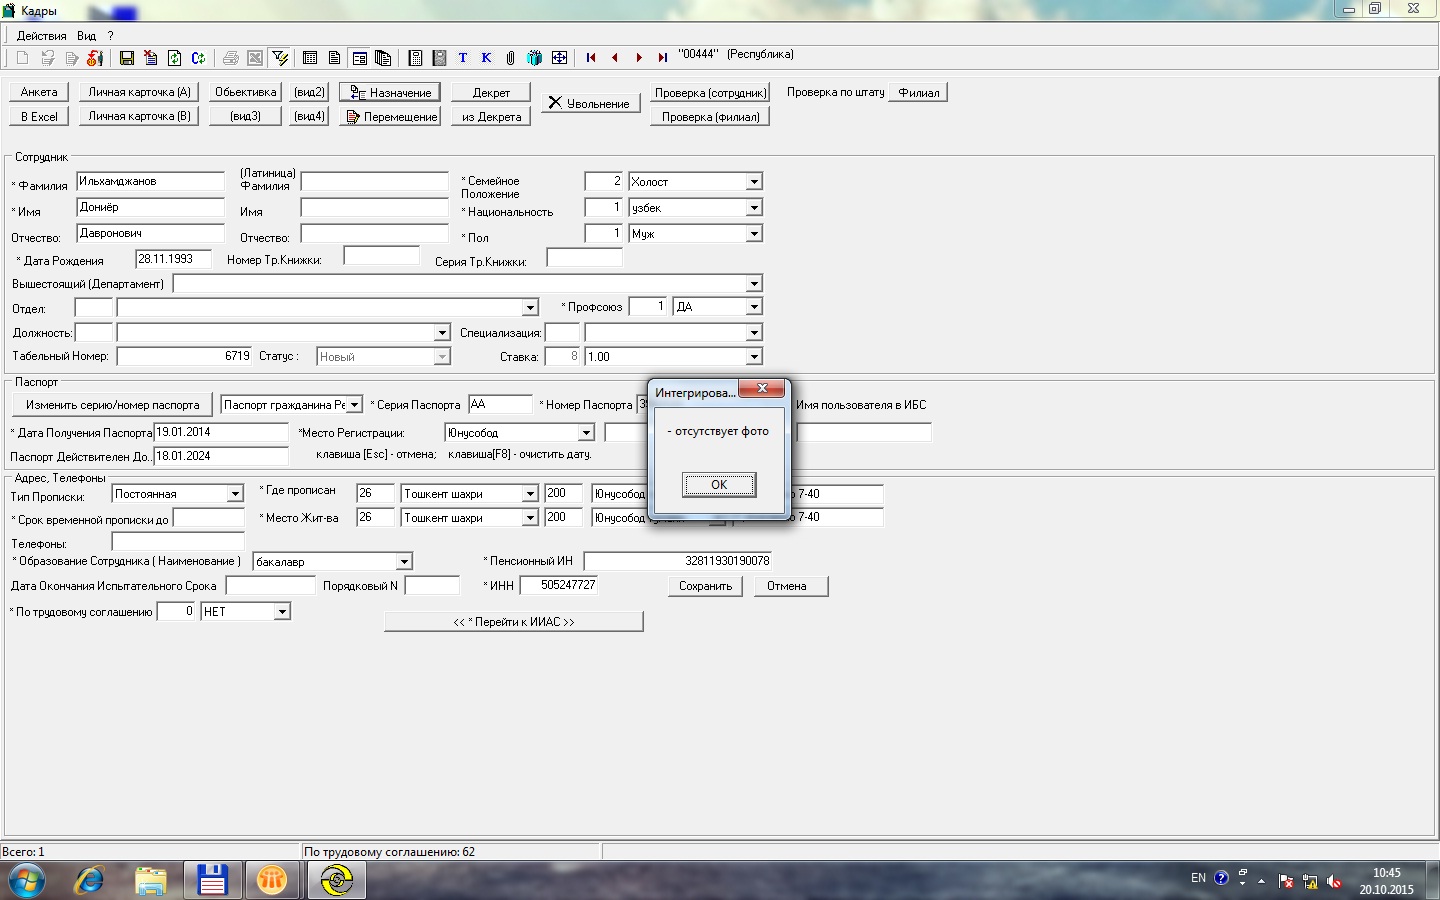 Кадры
Действия Вид ?
T K "00444" (Республика)
Анкета Личная карточка (А) Обьективка (вид2) Назначение Декрет Увольнение Проверка (сотрудник) Проверка по штату Филиал
В Excel Личная карточка (В) (вид3) (вид4) Перемещение из Декрета Проверка (филиал)
Сотрудник
* Фамилия Ильхамджанов (Латиница) Фамилия * Семейное Положение 2 Холост
* Имя Дониёр Имя * Национальность 1 узбек
Отчество: Давронович Отчество: * Пол 1 Муж
* Дата Рождения 28.11.1993 Номер Тр.Книжки: Серия Тр.Книжки:
Вышестоящий (Департамент)
Отдел: * Профсоюз 1 ДА
Должность: Специализация:
Табельный Номер: 6719 Статус : Новый Ставка: 8 1.00
Паспорт
Изменить серию/номер паспорта Паспорт гражданина Ре * Серия Паспорта АА * Номер Паспорта Имя пользователя в ИБС
* Дата Получения Паспорта 19.01.2014 *Место Регистрации: Юнусобод
Паспорт Действителен До.. 18.01.2024 клавиша [Esc] - отмена; клавиша[F8] - очистить дату.
Интегрирова...
- отсутствует фото
OK
Адрес, Телефоны
Тип Прописки: Постоянная * Где прописан 26 Тошкент шахри 200 Юнусобод 7-40
* Срок временной прописки до * Место Жит-ва 26 Тошкент шахри 200 Юнусобод 7-40
Телефоны:
* Образование Сотрудника ( Наименование ) бакалавр * Пенсионный ИН 32811930190078
Дата Окончания Испытательного Срока Порядковый N * ИНН 505247727 Сохранить Отмена
* По трудовому соглашению 0 НЕТ
<< * Перейти к ИИАС >>
Всего: 1 По трудовому соглашению: 62
EN 10:45
20.10.2015